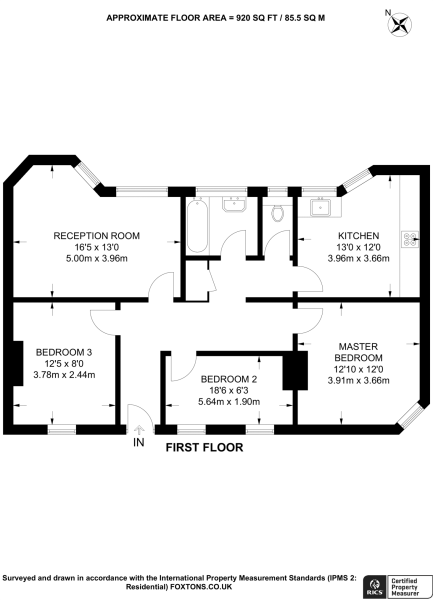 APPROXIMATE FLOOR AREA = 920 SQ FT / 85.5 SQ M
N
RECEPTION ROOM
16'5 x 13'0
5.00m x 3.96m
KITCHEN
13'0 x 12'0
3.96m x 3.66m
BEDROOM 3
12'5 x 8'0
3.78m x 2.44m
MASTER
BEDROOM
12'10 x 12'0
3.91m x 3.66m
BEDROOM 2
18'6 x 6'3
5.64m x 1.90m
IN
FIRST FLOOR
Surveyed and drawn in accordance with the International Property Measurement Standards (IPMS 2:
Residential) FOXTONS.CO.UK
RICS
Certified
Property
Measurer